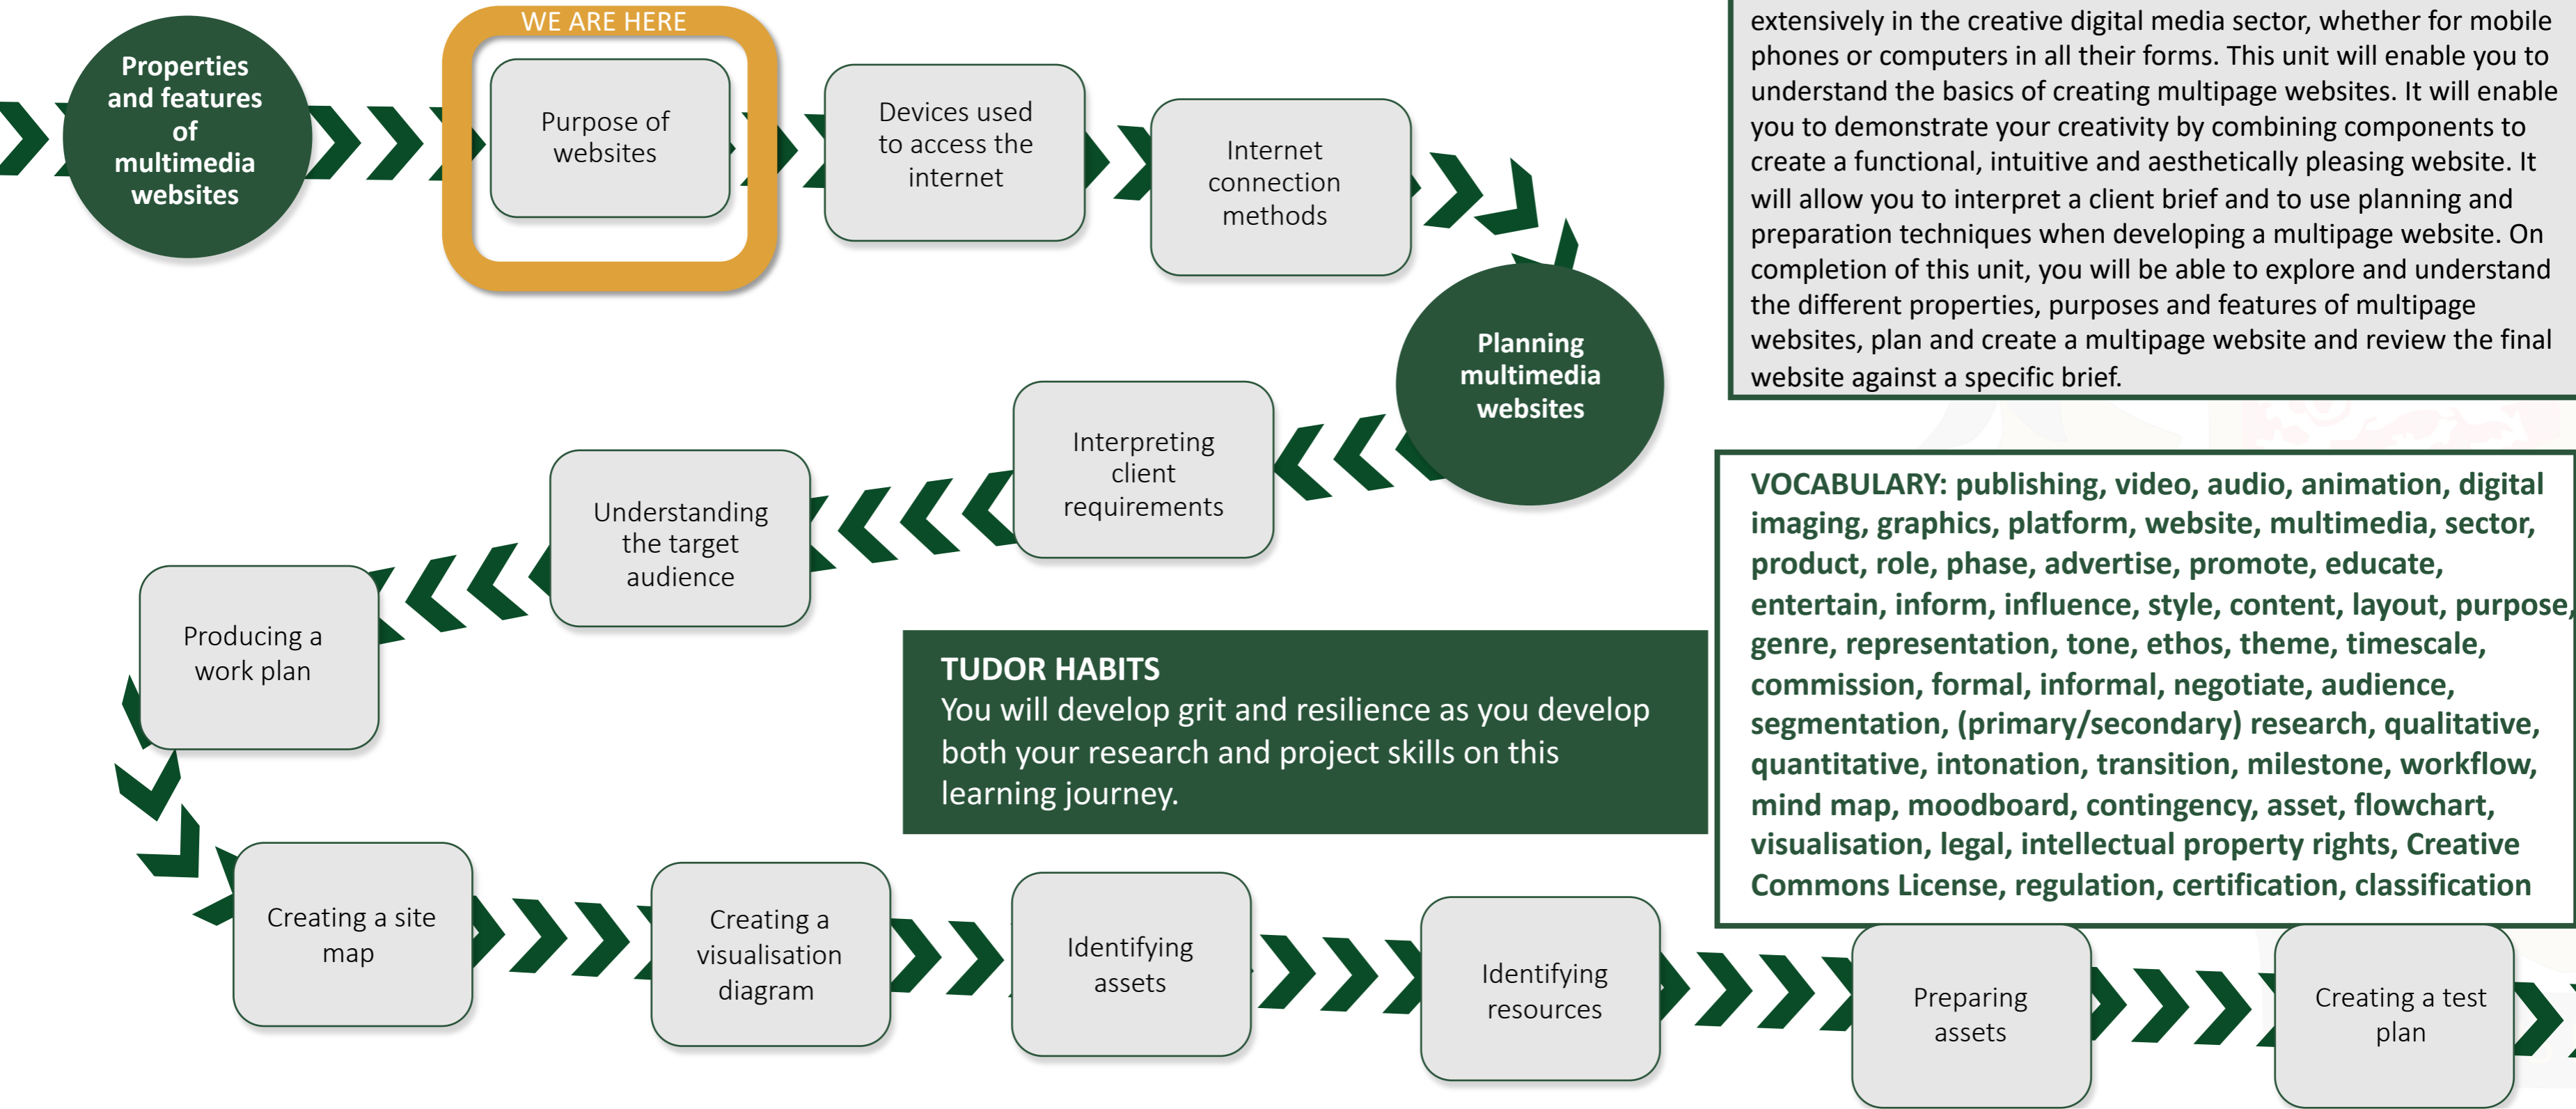 WE ARE HERE
Properties
and features
of
multimedia
websites
Purpose of
websites
Devices used
to access the
internet
Internet
connection
methods
Planning
multimedia
websites
Interpreting
client
requirements
Understanding
the target
audience
Producing a
work plan
Creating a site
map
Creating a
visualisation
diagram
Identifying
assets
Identifying
resources
Preparing
assets
Creating a test
plan
extensively in the creative digital media sector, whether for mobile
phones or computers in all their forms. This unit will enable you to
understand the basics of creating multipage websites. It will enable
you to demonstrate your creativity by combining components to
create a functional, intuitive and aesthetically pleasing website. It
will allow you to interpret a client brief and to use planning and
preparation techniques when developing a multipage website. On
completion of this unit, you will be able to explore and understand
the different properties, purposes and features of multipage
websites, plan and create a multipage website and review the final
website against a specific brief.
TUDOR HABITS
You will develop grit and resilience as you develop
both your research and project skills on this
learning journey.
VOCABULARY: publishing, video, audio, animation, digital
imaging, graphics, platform, website, multimedia, sector,
product, role, phase, advertise, promote, educate,
entertain, inform, influence, style, content, layout, purpose,
genre, representation, tone, ethos, theme, timescale,
commission, formal, informal, negotiate, audience,
segmentation, (primary/secondary) research, qualitative,
quantitative, intonation, transition, milestone, workflow,
mind map, moodboard, contingency, asset, flowchart,
visualisation, legal, intellectual property rights, Creative
Commons License, regulation, certification, classification